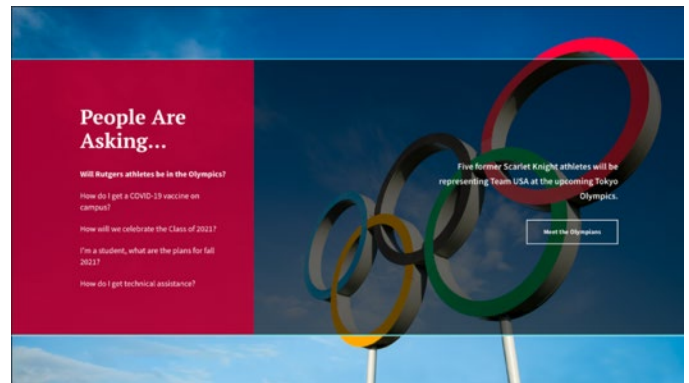 People Are
Asking...
Will Rutgers athletes be in the Olympics?
How do I get a COVID-19 vaccine on
campus?
How will we celebrate the Class of 2021?
I'm a student, what are the plans for fall
2021?
How do I get technical assistance?
Five former Scarlet Knight athletes will be
representing Team USA at the upcoming Tokyo
Olympics.
Meet the Olympians